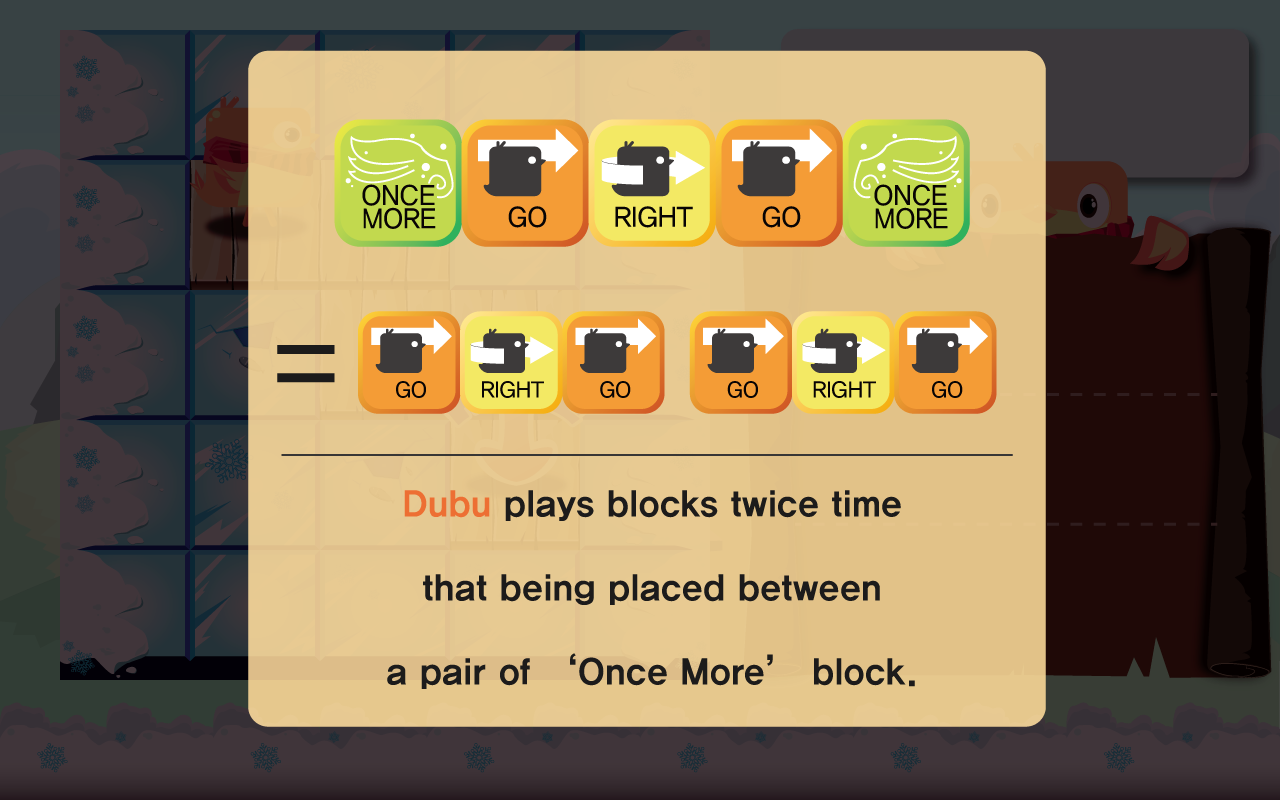 ONCE MORE GO RIGHT GO ONCE MORE
= GO RIGHT GO GO RIGHT GO
Dubu plays blocks twice time
that being placed between
a pair of ‘Once More’ block.